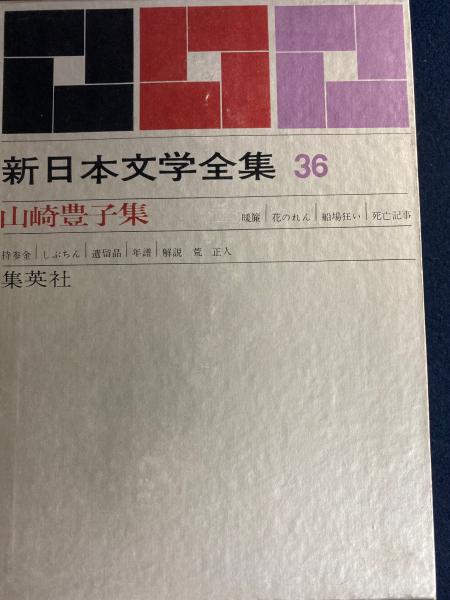 新日本文学全集 36
山崎豊子集 暖簾|花のれん|船場狂い|死亡記事
持参金|しぶちん|遺留品|年譜|解説 荒 正人
集英社